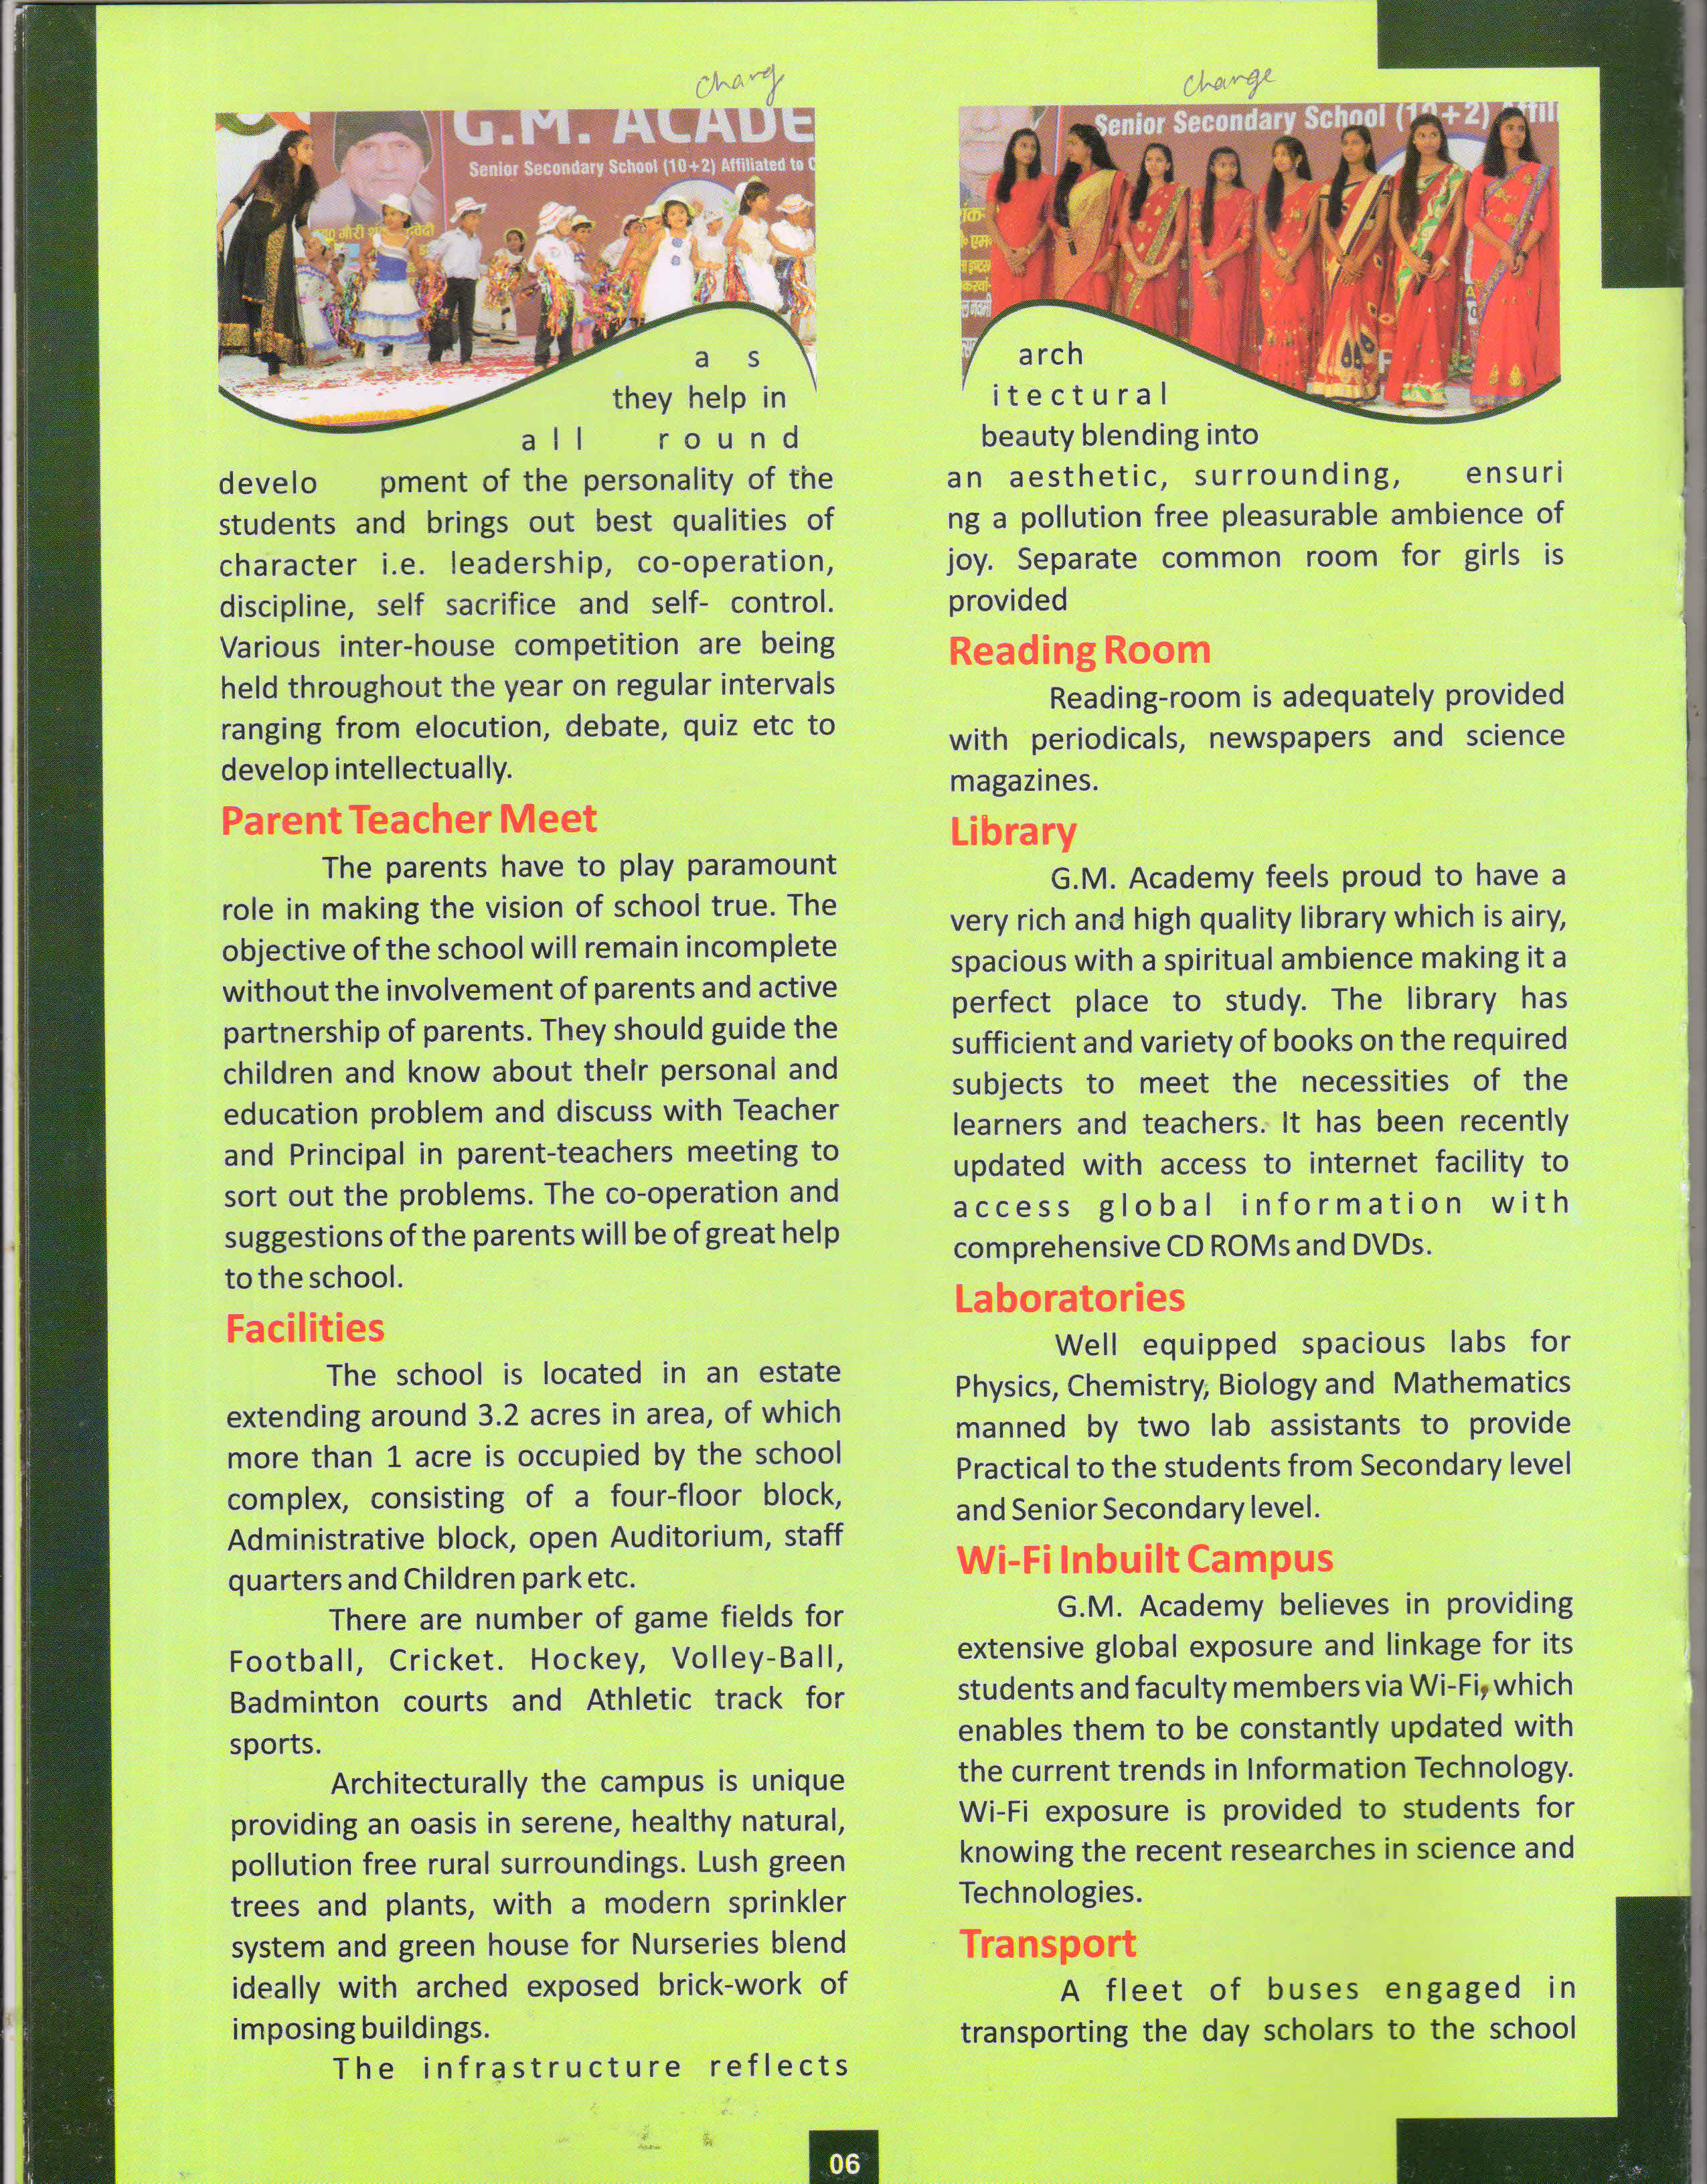 Chang
G.M. ACADE
Senior Secondary School (10+2) Affiliated to C
a s
they help in
all round
develo pment of the personality of the
students and brings out best qualities of
character i.e. leadership, co-operation,
discipline, self sacrifice and self- control.
Various inter-house competition are being
held throughout the year on regular intervals
ranging from elocution, debate, quiz etc to
develop intellectually.
Parent Teacher Meet
The parents have to play paramount
role in making the vision of school true. The
objective of the school will remain incomplete
without the involvement of parents and active
partnership of parents. They should guide the
children and know about their personal and
education problem and discuss with Teacher
and Principal in parent-teachers meeting to
sort out the problems. The co-operation and
suggestions of the parents will be of great help
to the school.
Facilities
The school is located in an estate
extending around 3.2 acres in area, of which
more than 1 acre is occupied by the school
complex, consisting of a four-floor block,
Administrative block, open Auditorium, staff
quarters and Children park etc.
There are number of game fields for
Football, Cricket. Hockey, Volley-Ball,
Badminton courts and Athletic track for
sports.
Architecturally the campus is unique
providing an oasis in serene, healthy natural,
pollution free rural surroundings. Lush green
trees and plants, with a modern sprinkler
system and green house for Nurseries blend
ideally with arched exposed brick-work of
imposing buildings.
The infrastructure reflects
Change
Senior Secondary School (10+2) Affili
arch
itectural
beauty blending into
an aesthetic, surrounding, ensuri
ng a pollution free pleasurable ambience of
joy. Separate common room for girls is
provided
Reading Room
Reading-room is adequately provided
with periodicals, newspapers and science
magazines.
Library
G.M. Academy feels proud to have a
very rich and high quality library which is airy,
spacious with a spiritual ambience making it a
perfect place to study. The library has
sufficient and variety of books on the required
subjects to meet the necessities of the
learners and teachers. It has been recently
updated with access to internet facility to
access global information with
comprehensive CD ROMs and DVDs.
Laboratories
Well equipped spacious labs for
Physics, Chemistry, Biology and Mathematics
manned by two lab assistants to provide
Practical to the students from Secondary level
and Senior Secondary level.
Wi-Fi Inbuilt Campus
G.M. Academy believes in providing
extensive global exposure and linkage for its
students and faculty members via Wi-Fi, which
enables them to be constantly updated with
the current trends in Information Technology.
Wi-Fi exposure is provided to students for
knowing the recent researches in science and
Technologies.
Transport
A fleet of buses engaged in
transporting the day scholars to the school
06